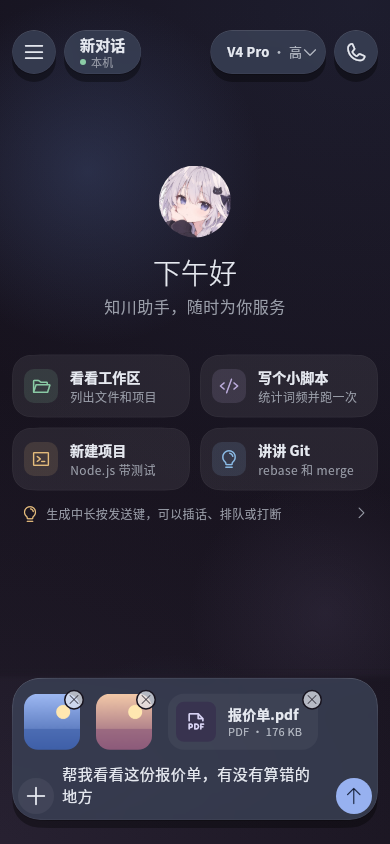 新对话
本机
V4 Pro · 高
下午好
知川助手，随时为你服务
看看工作区
列出文件和项目
写个小脚本
统计词频并跑一次
新建项目
Node.js 带测试
讲讲 Git
rebase 和 merge
生成中长按发送键，可以插话、排队或打断
PDF
报价单.pdf
PDF · 176 KB
帮我看看这份报价单，有没有算错的
地方